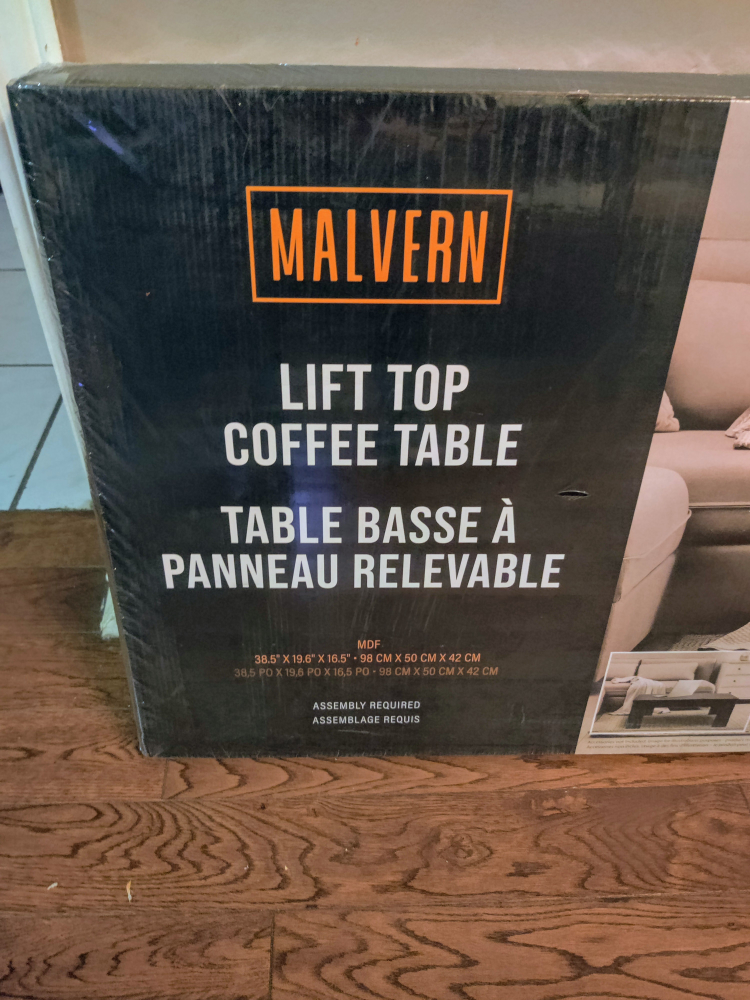 MALVERN
LIFT TOP
COFFEE TABLE
TABLE BASSE À
PANNEAU RELEVABLE
MDF
38.5" X 19.6" X 16.5" • 98 CM X 50 CM X 42 CM
38,5 PO X 19,6 PO X 16,5 PO • 98 CM X 50 CM X 42 CM
ASSEMBLY REQUIRED
ASSEMBLAGE REQUIS